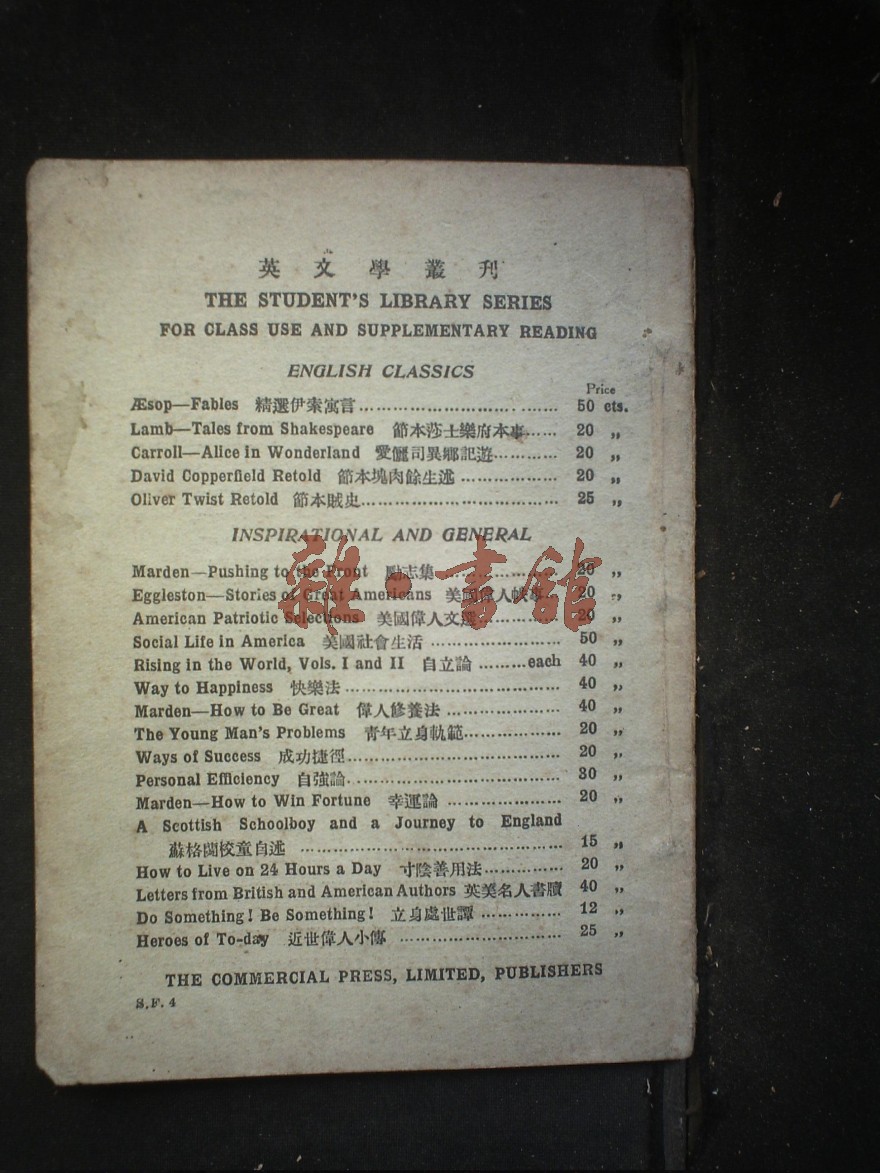 英文學叢刊
THE STUDENT'S LIBRARY SERIES
FOR CLASS USE AND SUPPLEMENTARY READING
ENGLISH CLASSICS
Price
Æsop—Fables 精選伊索寓言 ........ 50 cts.
Lamb—Tales from Shakespeare 節本莎士樂府本事 ...... 20 „
Carroll—Alice in Wonderland 愛儷司異鄉記遊 ........ 20 „
David Copperfield Retold 節本塊肉餘生述 ........ 20 „
Oliver Twist Retold 節本賊史 ........ 25 „
INSPIRATIONAL AND GENERAL
Marden—Pushing to the Front 勵志集 ........ 20 „
Eggleston—Stories of Great Americans 美國偉人軼事 ... 20 „
American Patriotic Selections 美國偉人文選 ........ 20 „
Social Life in America 美國社會生活 ........ 50 „
Rising in the World, Vols. I and II 自立論 .........each 40 „
Way to Happiness 快樂法 ........ 40 „
Marden—How to Be Great 偉人修養法 ........ 40 „
The Young Man's Problems 青年立身軌範 ........ 20 „
Ways of Success 成功捷徑 ........ 20 „
Personal Efficiency 自強論 ........ 30 „
Marden—How to Win Fortune 幸運論 ........ 20 „
A Scottish Schoolboy and a Journey to England
蘇格蘭校童自述 ........ 15 „
How to Live on 24 Hours a Day 寸陰善用法 ........ 20 „
Letters from British and American Authors 英美名人書牘 40 „
Do Something! Be Something! 立身處世譚 ........ 12 „
Heroes of To-day 近世偉人小傳 ........ 25 „
THE COMMERCIAL PRESS, LIMITED, PUBLISHERS
S.F. 4
雜·書館